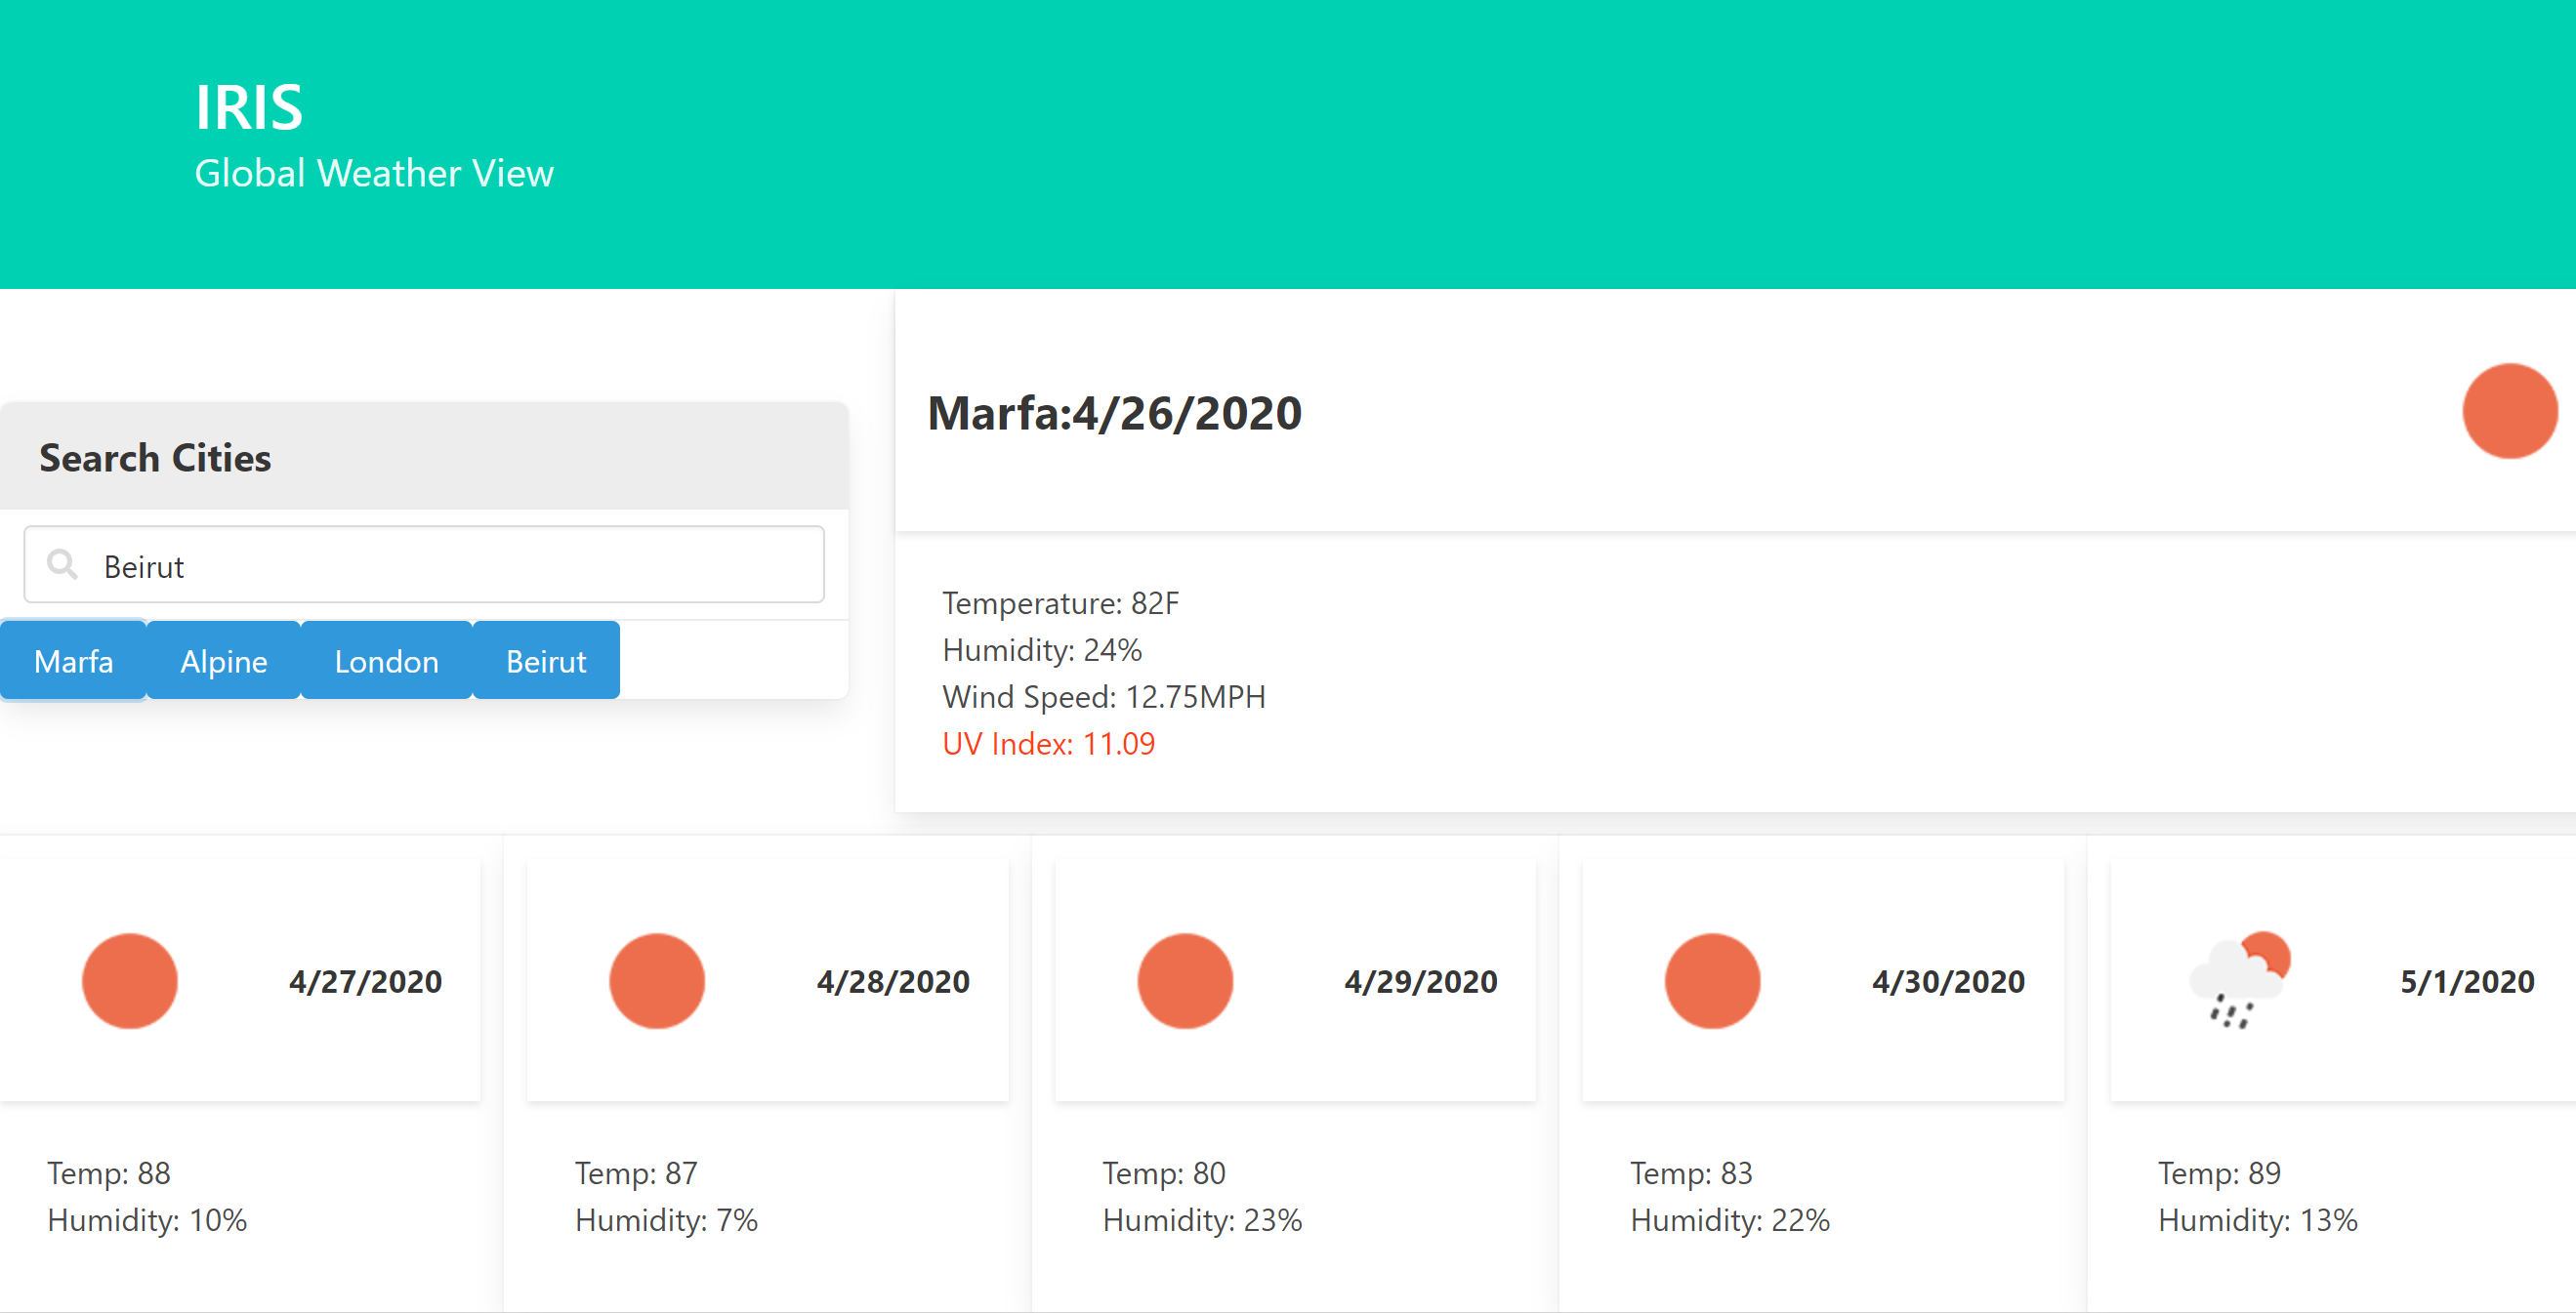 IRIS
Global Weather View
Search Cities
Beirut
Marfa Alpine London Beirut
Marfa:4/26/2020
Temperature: 82F
Humidity: 24%
Wind Speed: 12.75MPH
UV Index: 11.09
4/27/2020
Temp: 88
Humidity: 10%
4/28/2020
Temp: 87
Humidity: 7%
4/29/2020
Temp: 80
Humidity: 23%
4/30/2020
Temp: 83
Humidity: 22%
5/1/2020
Temp: 89
Humidity: 13%